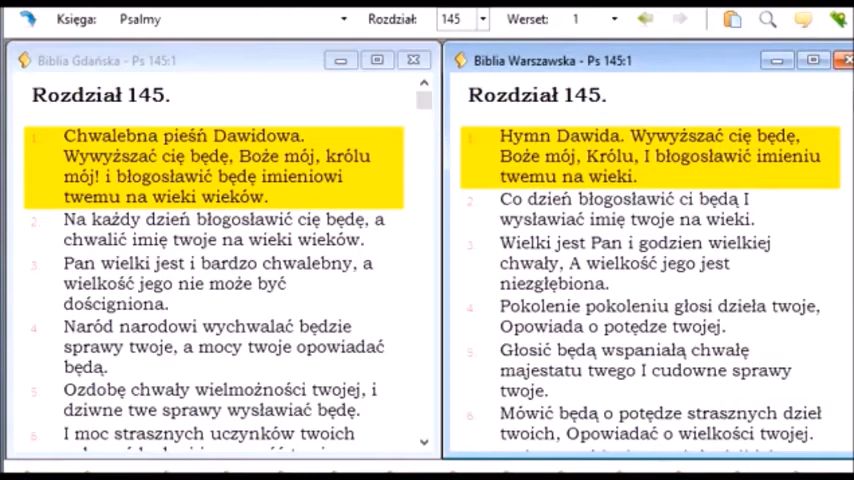 Księga: Psalmy Rozdział: 145 Werset: 1
Biblia Gdańska - Ps 145:1
Rozdział 145.
1. Chwalebna pieśń Dawidowa.
Wywyższać cię będę, Boże mój, królu
mój! i błogosławić będę imieniowi
twemu na wieki wieków.
2. Na każdy dzień błogosławić cię będę, a
chwalić imię twoje na wieki wieków.
3. Pan wielki jest i bardzo chwalebny, a
wielkość jego nie może być
dościgniona.
4. Naród narodowi wychwalać będzie
sprawy twoje, a mocy twoje opowiadać
będą.
5. Ozdobę chwały wielmożności twojej, i
dziwne twe sprawy wysławiać będę.
6. I moc strasznych uczynków twoich
Biblia Warszawska - Ps 145:1
Rozdział 145.
1. Hymn Dawida. Wywyższać cię będę,
Boże mój, Królu, I błogosławić imieniu
twemu na wieki.
2. Co dzień błogosławić ci będą I
wysławiać imię twoje na wieki.
3. Wielki jest Pan i godzien wielkiej
chwały, A wielkość jego jest
niezgłębiona.
4. Pokolenie pokoleniu głosi dzieła twoje,
Opowiada o potędze twojej.
5. Głosić będą wspaniałą chwałę
majestatu twego I cudowne sprawy
twoje.
6. Mówić będą o potędze strasznych dzieł
twoich, Opowiadać o wielkości twojej.